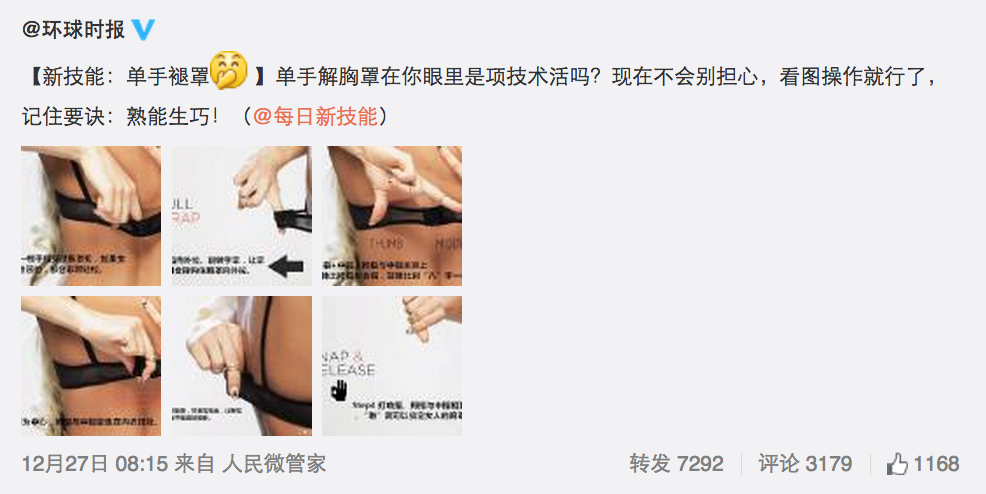 @环球时报
【新技能：单手褪罩】单手解胸罩在你眼里是项技术活吗？现在不会别担心，看图操作就行了，
记住要诀：熟能生巧！（@每日新技能）
ULL
RAP
THUMB
MIDD
NAP &
ELEASE
12月27日 08:15 来自 人民微管家
转发 7292
评论 3179
1168